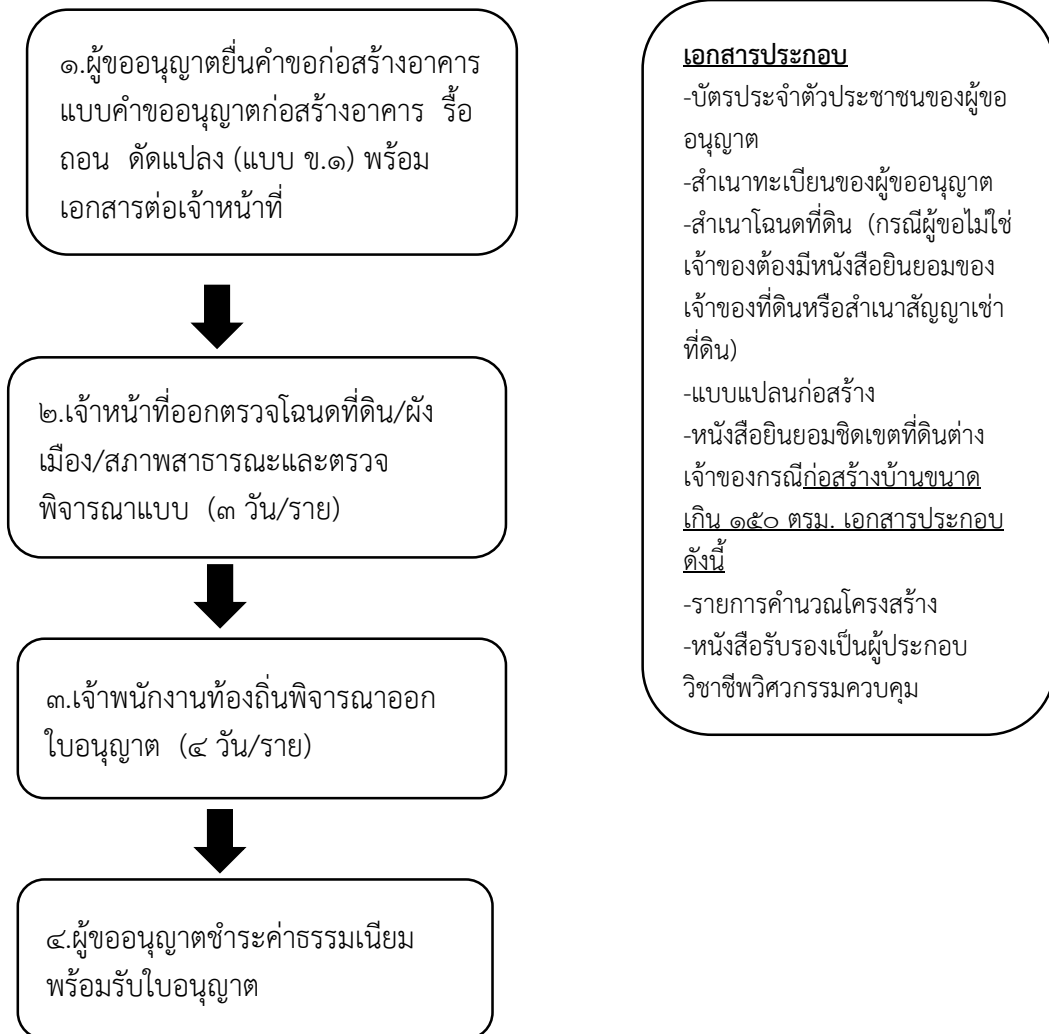 ๑.ผู้ขออนุญาตยื่นคำขอก่อสร้างอาคาร
แบบคำขออนุญาตก่อสร้างอาคาร รื้อ
ถอน ดัดแปลง (แบบ ข.๑) พร้อม
เอกสารต่อเจ้าหน้าที่
๒.เจ้าหน้าที่ออกตรวจโฉนดที่ดิน/ผัง
เมือง/สภาพสาธารณะและตรวจ
พิจารณาแบบ (๓ วัน/ราย)
๓.เจ้าพนักงานท้องถิ่นพิจารณาออก
ใบอนุญาต (๔ วัน/ราย)
๔.ผู้ขออนุญาตชำระค่าธรรมเนียม
พร้อมรับใบอนุญาต
เอกสารประกอบ
-บัตรประจำตัวประชาชนของผู้ขอ
อนุญาต
-สำเนาทะเบียนของผู้ขออนุญาต
-สำเนาโฉนดที่ดิน (กรณีผู้ขอไม่ใช่
เจ้าของต้องมีหนังสือยินยอมของ
เจ้าของที่ดินหรือสำเนาสัญญาเช่า
ที่ดิน)
-แบบแปลนก่อสร้าง
-หนังสือยินยอมชิดเขตที่ดินต่าง
เจ้าของกรณีก่อสร้างบ้านขนาด
เกิน ๑๕๐ ตรม. เอกสารประกอบ
ดังนี้
-รายการคำนวณโครงสร้าง
-หนังสือรับรองเป็นผู้ประกอบ
วิชาชีพวิศวกรรมควบคุม